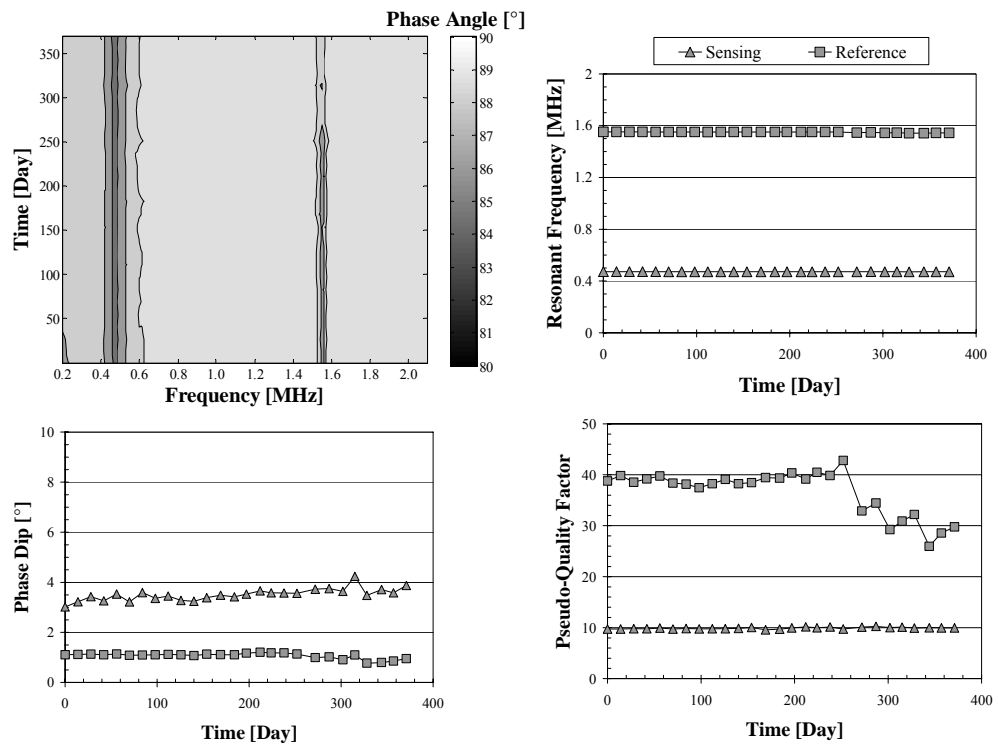 Phase Angle [°]
350
300
250
200
150
100
50
Time [Day]
0.2 0.4 0.6 0.8 1.0 1.2 1.4 1.6 1.8 2.0
Frequency [MHz]
90
89
88
87
86
85
84
83
82
81
80
Sensing Reference
2
1.6
1.2
0.8
0.4
0
Resonant Frequency [MHz]
0 100 200 300 400
Time [Day]
10
8
6
4
2
0
Phase Dip [°]
0 100 200 300 400
Time [Day]
50
40
30
20
10
0
Pseudo-Quality Factor
0 100 200 300 400
Time [Day]